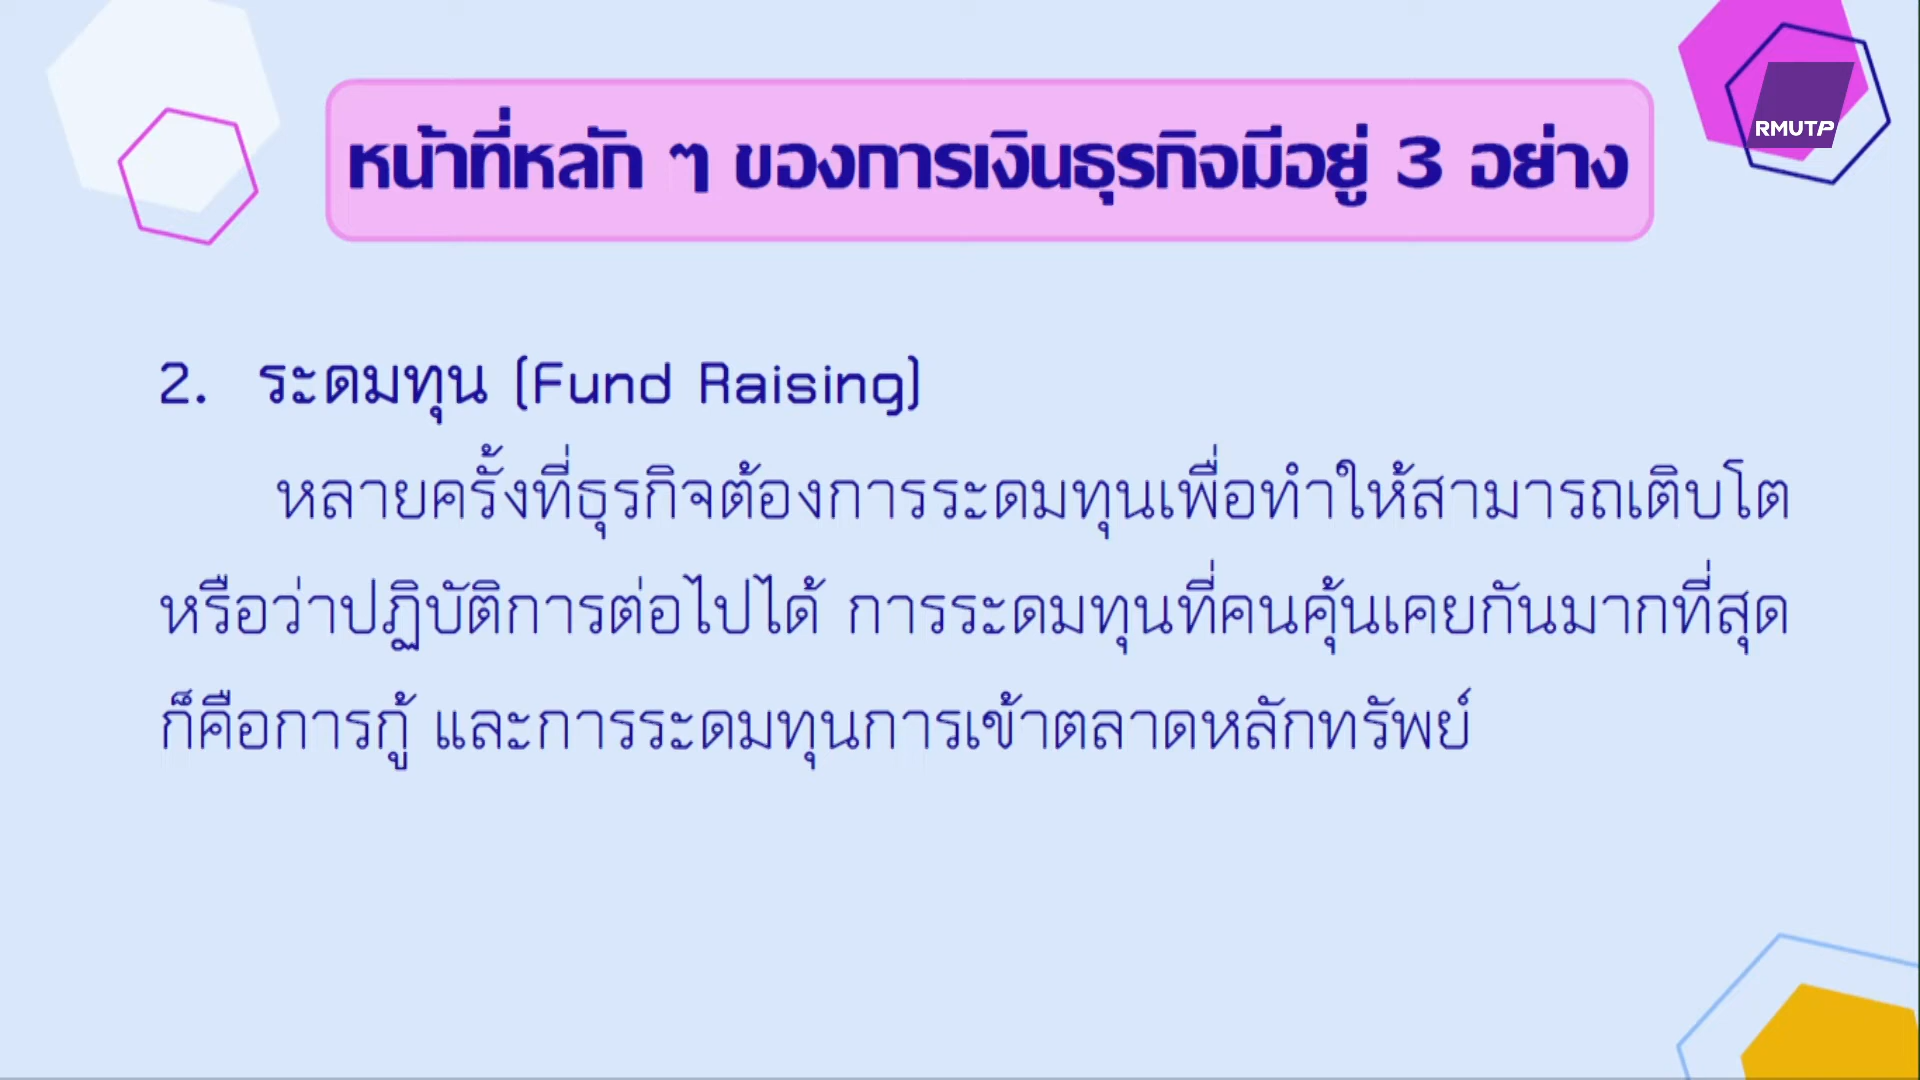 RMUTP
หน้าที่หลัก ๆ ของการเงินธุรกิจมีอยู่ 3 อย่าง
2. ระดมทุน (Fund Raising)
หลายครั้งที่ธุรกิจต้องการระดมทุนเพื่อทำให้สามารถเติบโต
หรือว่าปฏิบัติการต่อไปได้ การระดมทุนที่คนคุ้นเคยกันมากที่สุด
ก็คือการกู้ และการระดมทุนการเข้าตลาดหลักทรัพย์